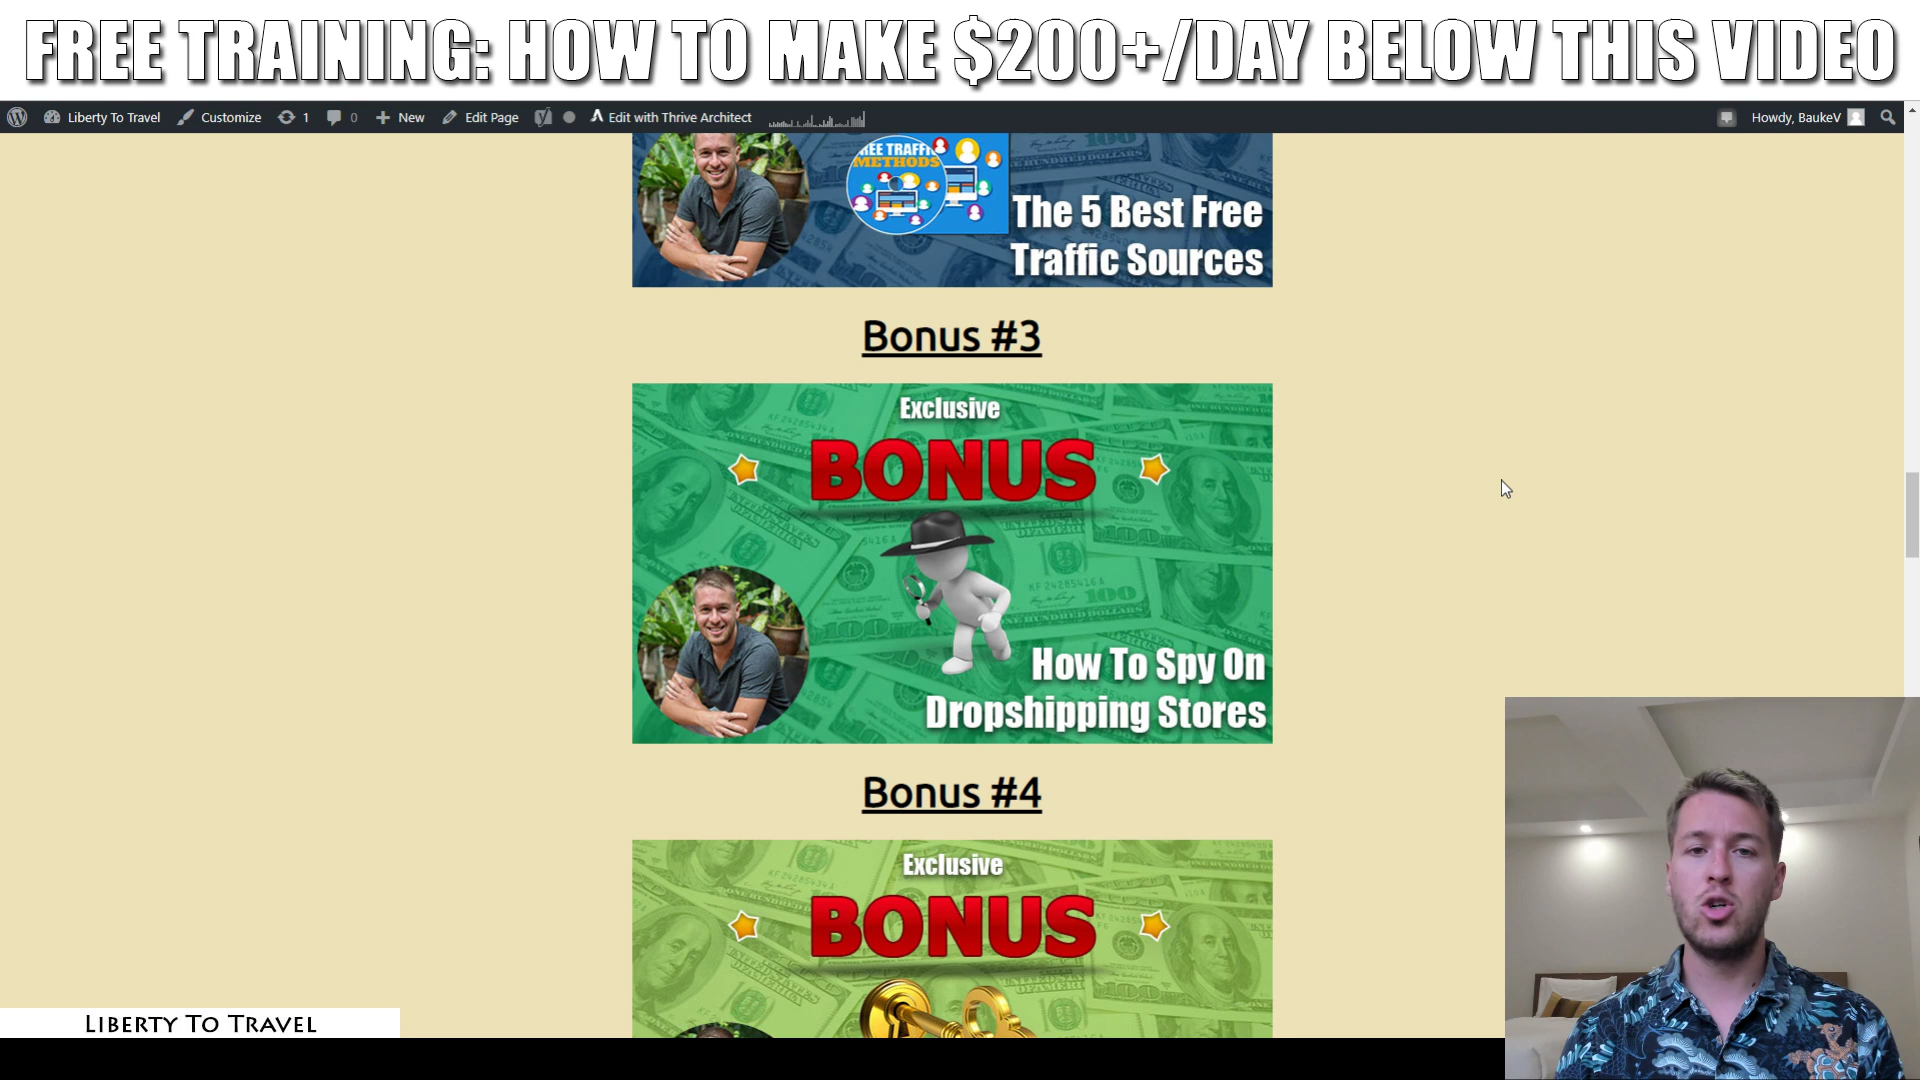 FREE TRAINING: HOW TO MAKE $200+/DAY BELOW THIS VIDEO
Liberty To Travel Customize 1 0 New Edit Page Edit with Thrive Architect Howdy, BaukeV
FREE TRAFFIC
METHODS
The 5 Best Free
Traffic Sources
Bonus #3
Exclusive
BONUS
How To Spy On
Dropshipping Stores
Bonus #4
Exclusive
BONUS
LIBERTY TO TRAVEL